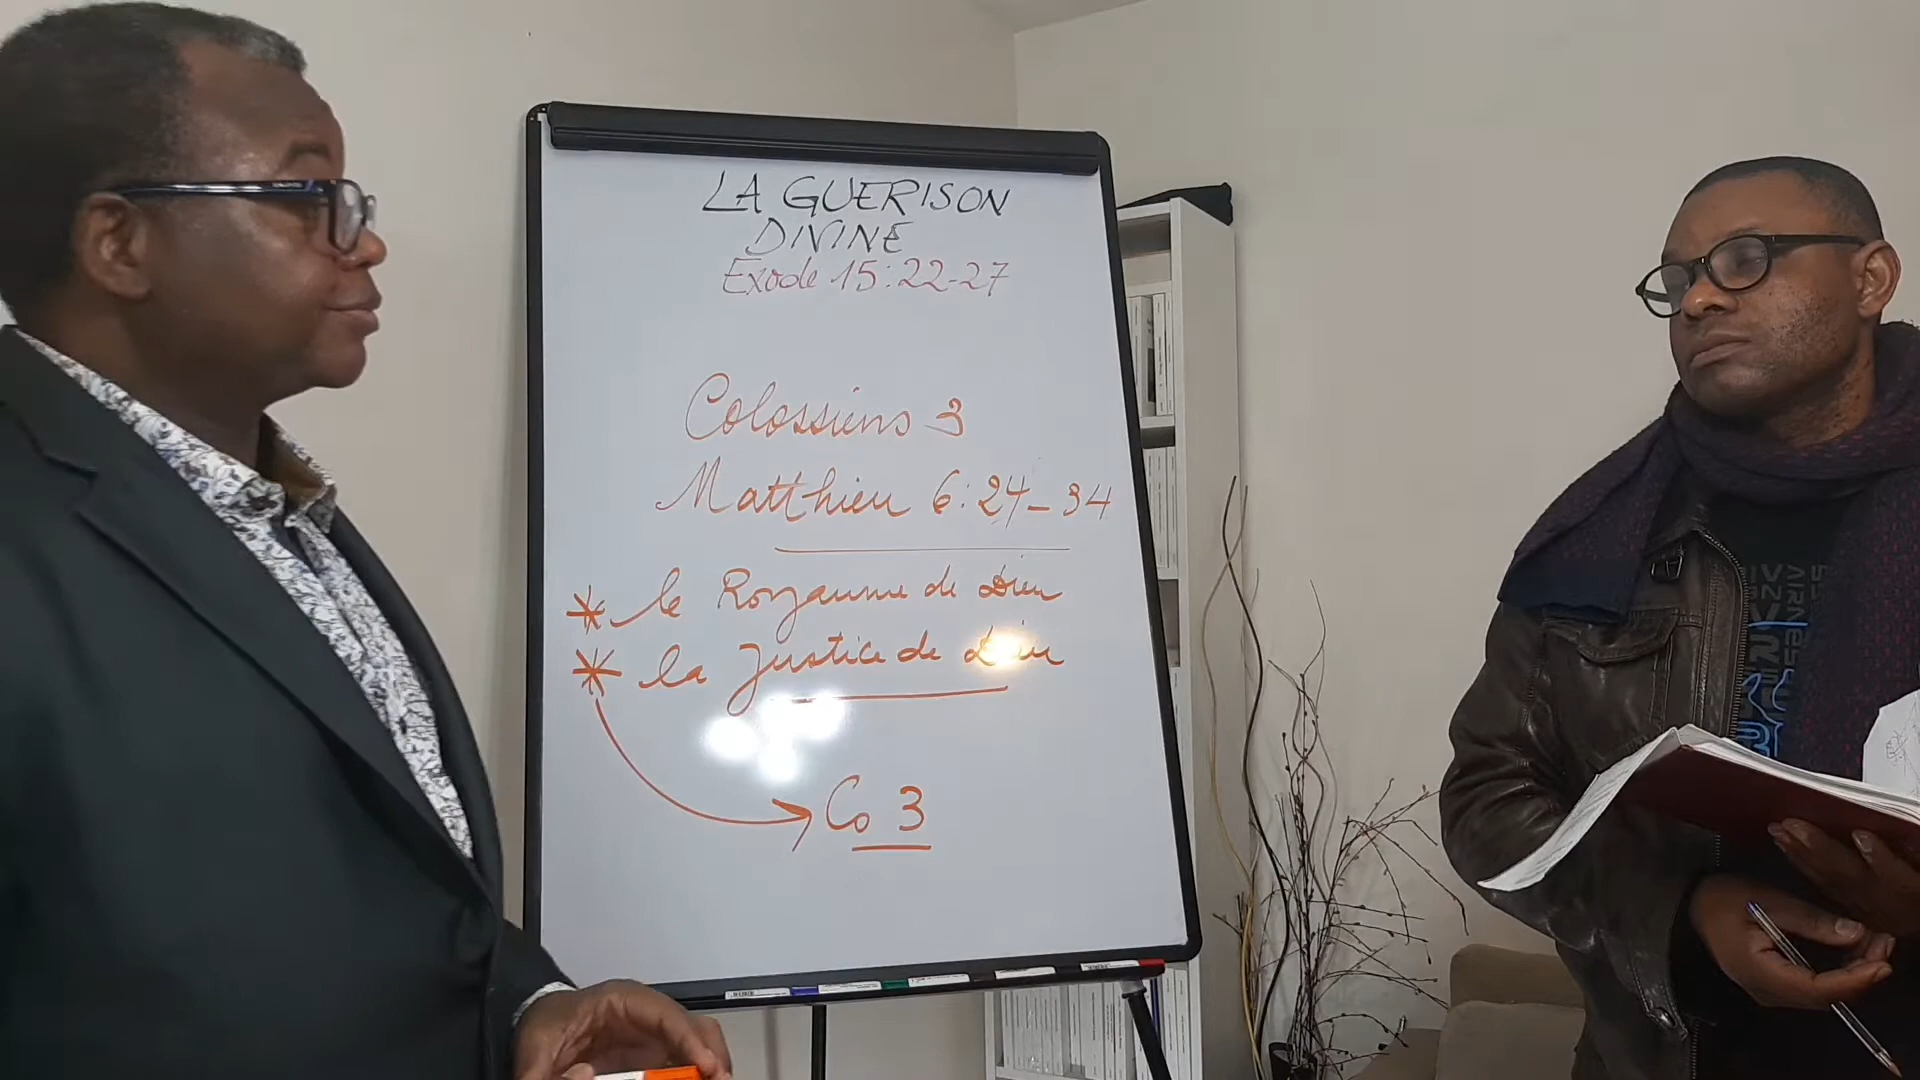 LA GUERISON
DIVINE
Exode 15:22-27
Colossiens 3
Matthieu 6:24-34
* le Royaume de Dieu
* la Justice de Dieu
Co 3